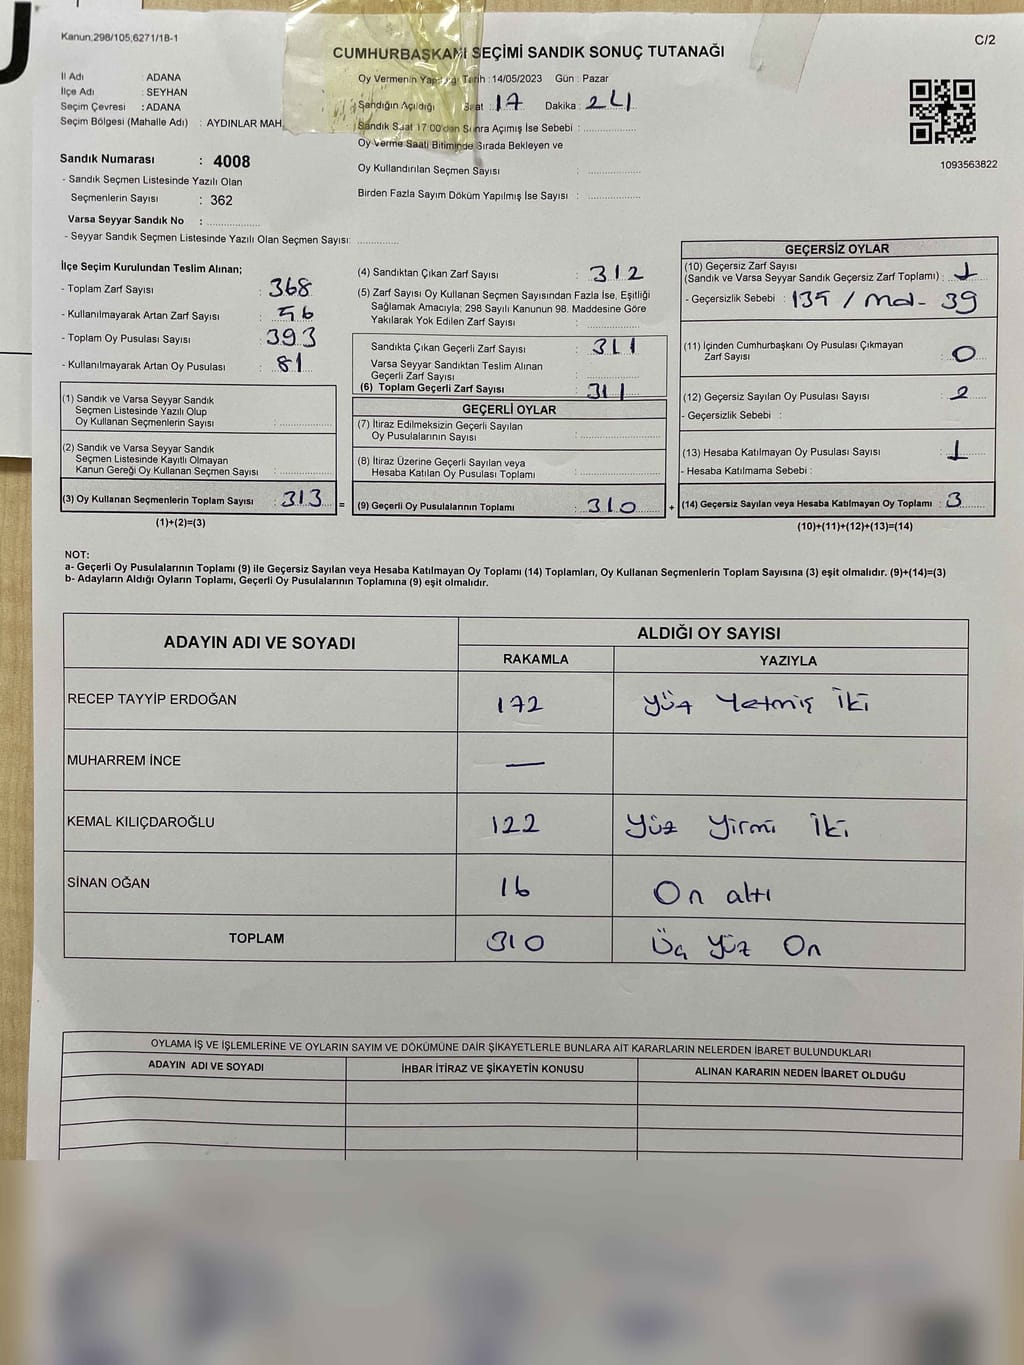 Kanun;298/105,6271/18-1
C/2
CUMHURBAŞKANI SEÇİMİ SANDIK SONUÇ TUTANAĞI
İl Adı : ADANA
İlçe Adı : SEYHAN
Seçim Çevresi : ADANA
Seçim Bölgesi (Mahalle Adı) : AYDINLAR MAH.
Oy Vermenin Tarih :14/05/2023 Gün : Pazar
Sandığın Açıldığı Saat : 17 Dakika : 24
Sandık Saat 17:00'dan Sonra Açımış İse Sebebi :
Oy Verme Saati Bitiminde Sırada Bekleyen ve
Oy Kullandırılan Seçmen Sayısı :
Birden Fazla Sayım Döküm Yapılmış İse Sayısı :
1093563822
Sandık Numarası : 4008
- Sandık Seçmen Listesinde Yazılı Olan
Seçmenlerin Sayısı : 362
Varsa Seyyar Sandık No :
- Seyyar Sandık Seçmen Listesinde Yazılı Olan Seçmen Sayısı:
İlçe Seçim Kurulundan Teslim Alınan;
- Toplam Zarf Sayısı : 368
- Kullanılmayarak Artan Zarf Sayısı : 56
- Toplam Oy Pusulası Sayısı : 393
- Kullanılmayarak Artan Oy Pusulası : 81
(1) Sandık ve Varsa Seyyar Sandık
Seçmen Listesinde Yazılı Olup
Oy Kullanan Seçmenlerin Sayısı :
(2) Sandık ve Varsa Seyyar Sandık
Seçmen Listesinde Kayıtlı Olmayan
Kanun Gereği Oy Kullanan Seçmen Sayısı :
(3) Oy Kullanan Seçmenlerin Toplam Sayısı : 313 =
(1)+(2)=(3)
(4) Sandıktan Çıkan Zarf Sayısı : 312
(5) Zarf Sayısı Oy Kullanan Seçmen Sayısından Fazla İse, Eşitliği
Sağlamak Amacıyla; 298 Sayılı Kanunun 98. Maddesine Göre
Yakılarak Yok Edilen Zarf Sayısı :
Sandıkta Çıkan Geçerli Zarf Sayısı : 311
Varsa Seyyar Sandıktan Teslim Alınan
Geçerli Zarf Sayısı :
(6) Toplam Geçerli Zarf Sayısı : 311
GEÇERLİ OYLAR
(7) İtiraz Edilmeksizin Geçerli Sayılan
Oy Pusulalarının Sayısı :
(8) İtiraz Üzerine Geçerli Sayılan veya
Hesaba Katılan Oy Pusulası Toplamı :
(9) Geçerli Oy Pusulalarının Toplamı : 310 +
GEÇERSİZ OYLAR
(10) Geçersiz Zarf Sayısı
(Sandık ve Varsa Seyyar Sandık Geçersiz Zarf Toplamı) : 1
- Geçersizlik Sebebi : 135 / Md- 39
(11) İçinden Cumhurbaşkanı Oy Pusulası Çıkmayan
Zarf Sayısı : 0
(12) Geçersiz Sayılan Oy Pusulası Sayısı : 2
- Geçersizlik Sebebi :
(13) Hesaba Katılmayan Oy Pusulası Sayısı : 1
- Hesaba Katılmama Sebebi :
(14) Geçersiz Sayılan veya Hesaba Katılmayan Oy Toplamı : 3
(10)+(11)+(12)+(13)=(14)
NOT:
a- Geçerli Oy Pusulalarının Toplamı (9) ile Geçersiz Sayılan veya Hesaba Katılmayan Oy Toplamı (14) Toplamları, Oy Kullanan Seçmenlerin Toplam Sayısına (3) eşit olmalıdır. (9)+(14)=(3)
b- Adayların Aldığı Oyların Toplamı, Geçerli Oy Pusulalarının Toplamına (9) eşit olmalıdır.
ADAYIN ADI VE SOYADI
ALDIĞI OY SAYISI
RAKAMLA YAZIYLA
RECEP TAYYİP ERDOĞAN 172 Yüz Yetmiş İki
MUHARREM İNCE —
KEMAL KILIÇDAROĞLU 122 Yüz Yirmi İki
SİNAN OĞAN 16 On altı
TOPLAM 310 Üç Yüz On
OYLAMA İŞ VE İŞLEMLERİNE VE OYLARIN SAYIM VE DÖKÜMÜNE DAİR ŞİKAYETLERLE BUNLARA AİT KARARLARIN NELERDEN İBARET BULUNDUKLARI
ADAYIN ADI VE SOYADI İHBAR İTİRAZ VE ŞİKAYETİN KONUSU ALINAN KARARIN NEDEN İBARET OLDUĞU